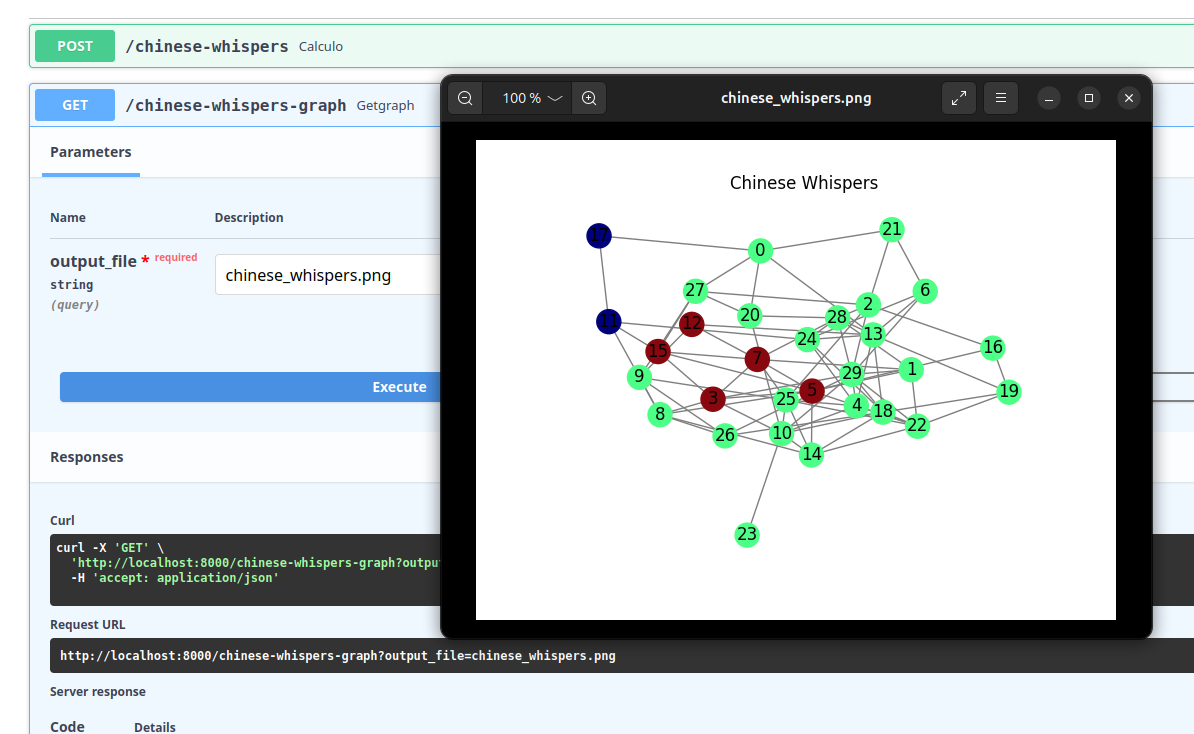 POST /chinese-whispers Calculo
GET /chinese-whispers-graph Getgraph
Parameters
Name Description
output_file * required
string
(query)
chinese_whispers.png
Execute
Responses
Curl
curl -X 'GET' \
'http://localhost:8000/chinese-whispers-graph?outpu
-H 'accept: application/json'
Request URL
http://localhost:8000/chinese-whispers-graph?output_file=chinese_whispers.png
Server response
Code Details
100 %
chinese_whispers.png
Chinese Whispers
17
21
0
27
6
2
20
28
11
12
13
24
16
15
7
9
29
1
5
19
3
25
4
8
18
22
26
10
14
23